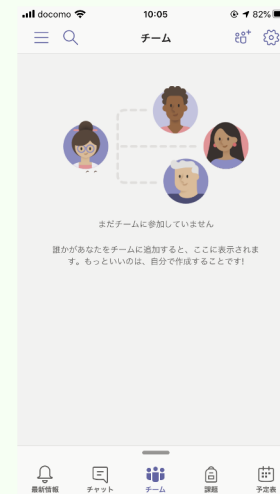 docomo 10:05 82%
チーム
まだチームに参加していません
誰かがあなたをチームに追加すると、ここに表示されま
す。もっといいのは、自分で作成することです!
最新情報 チャット チーム 課題 予定表